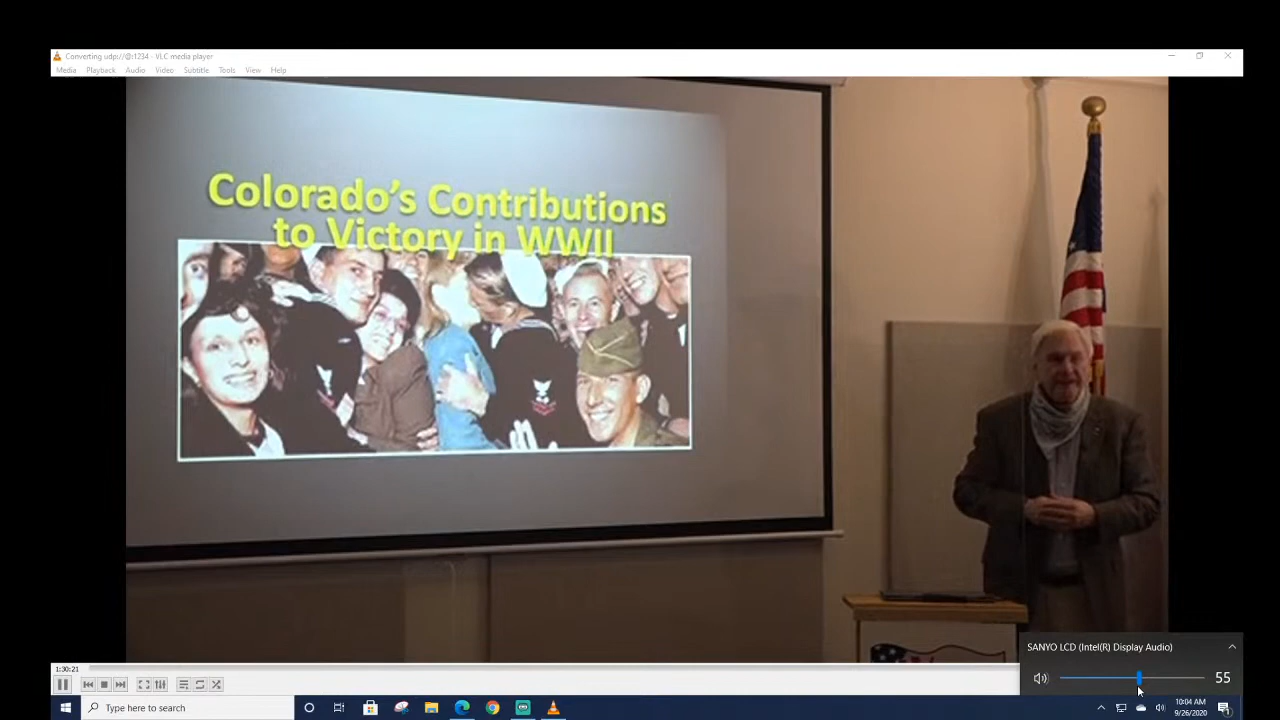 Converting udp://@:1234 - VLC media player
Media Playback Audio Video Subtitle Tools View Help
Colorado's Contributions
to Victory in WWII
SANYO LCD (Intel(R) Display Audio)
1:30:21
55
Type here to search
10:04 AM
9/26/2020